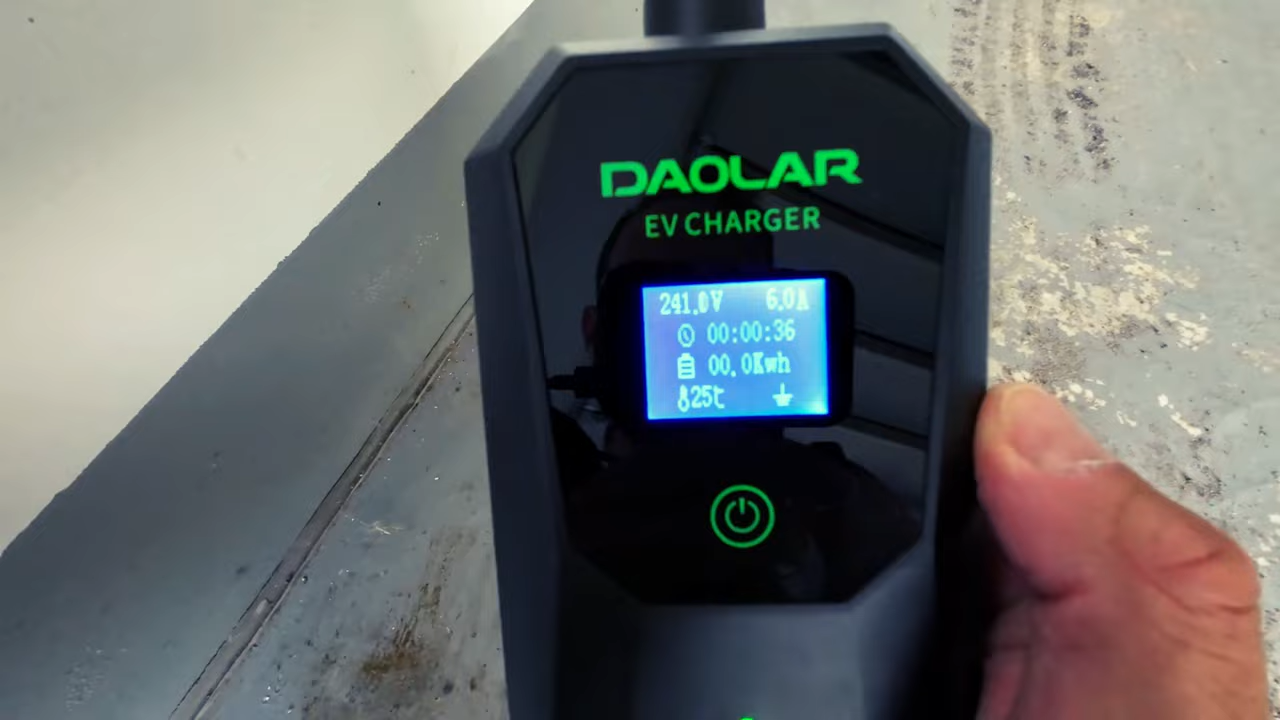 DAOLAR
EV CHARGER
241.0V 6.0A
00:00:36
00.0Kwh
25℃